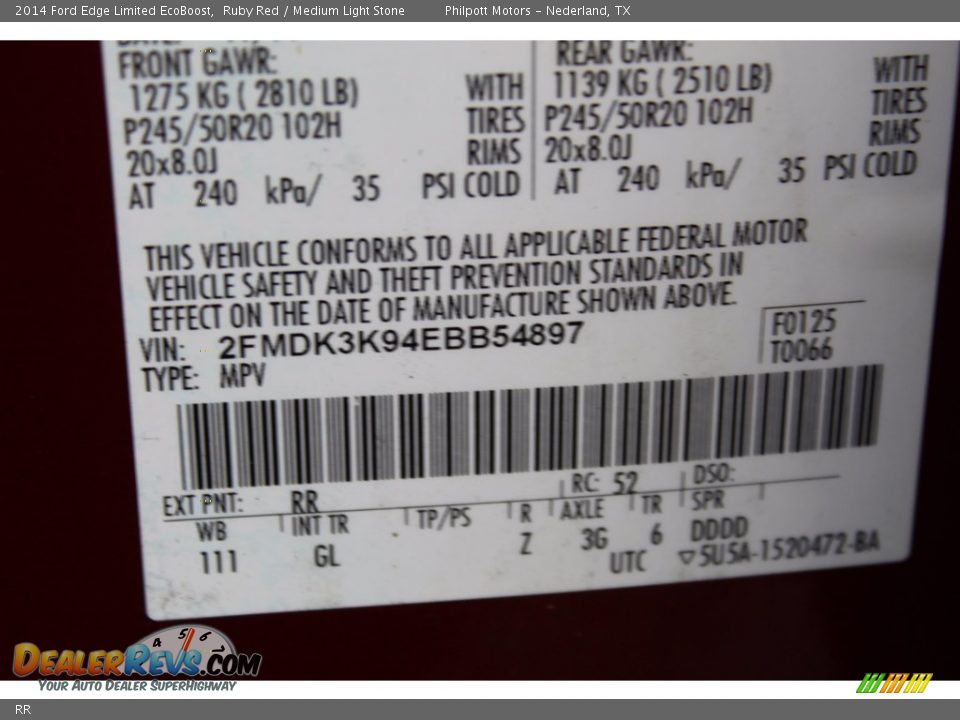 2014 Ford Edge Limited EcoBoost, Ruby Red / Medium Light Stone Philpott Motors – Nederland, TX
FRONT GAWR: REAR GAWR:
1275 KG ( 2810 LB) WITH 1139 KG ( 2510 LB) WITH
P245/50R20 102H TIRES P245/50R20 102H TIRES
20x8.0J RIMS 20x8.0J RIMS
AT 240 kPa/ 35 PSI COLD AT 240 kPa/ 35 PSI COLD
THIS VEHICLE CONFORMS TO ALL APPLICABLE FEDERAL MOTOR
VEHICLE SAFETY AND THEFT PREVENTION STANDARDS IN
EFFECT ON THE DATE OF MANUFACTURE SHOWN ABOVE.
VIN: 2FMDK3K94EBB54897 F0125
TYPE: MPV T0066
EXT PNT: RR RC: 52 DSO:
WB INT TR TP/PS R AXLE TR SPR
111 GL Z 3G 6 DDDD
UTC ▽5U5A-1520472-BA
4 5 6
DEALERREVS.COM
YOUR AUTO DEALER SUPERHIGHWAY
RR